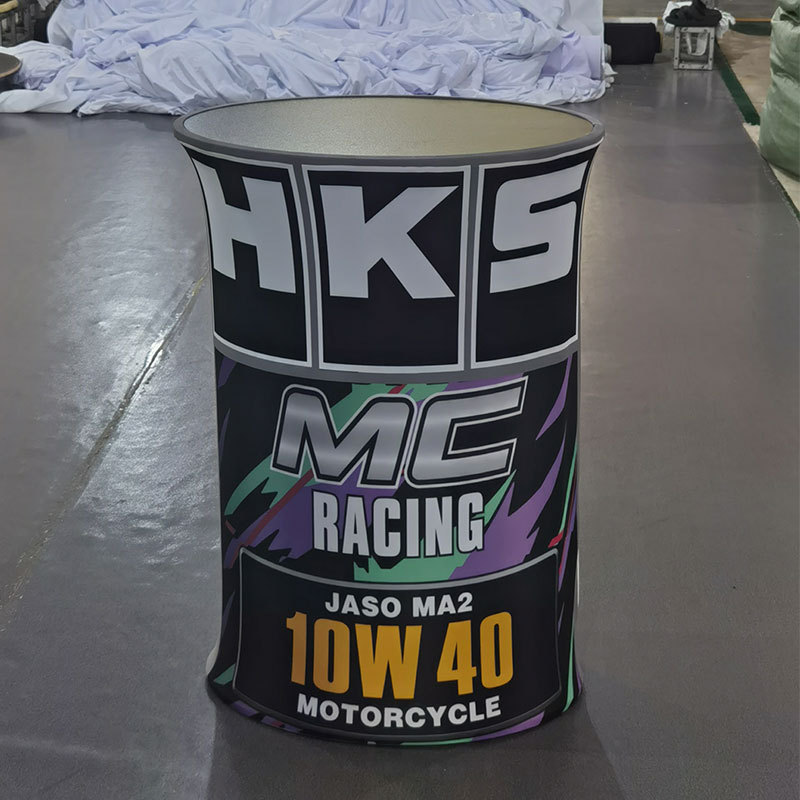 HKS
MC
RACING
JASO MA2
10W 40
MOTORCYCLE